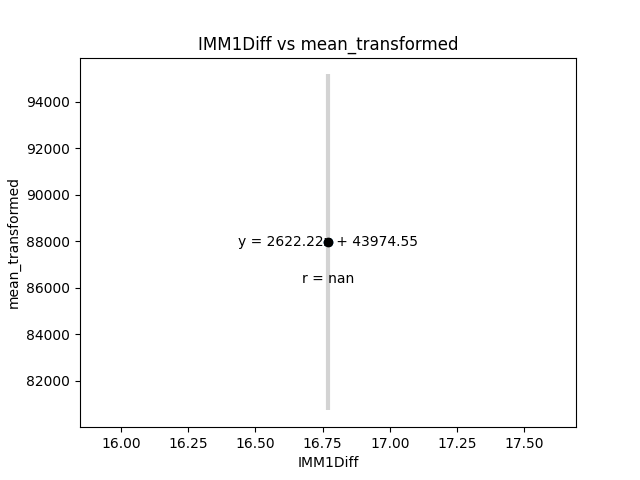 IMM1Diff vs mean_transformed
94000
92000
90000
88000
86000
84000
82000
mean_transformed
y = 2622.22 + 43974.55
r = nan
16.00 16.25 16.50 16.75 17.00 17.25 17.50
IMM1Diff